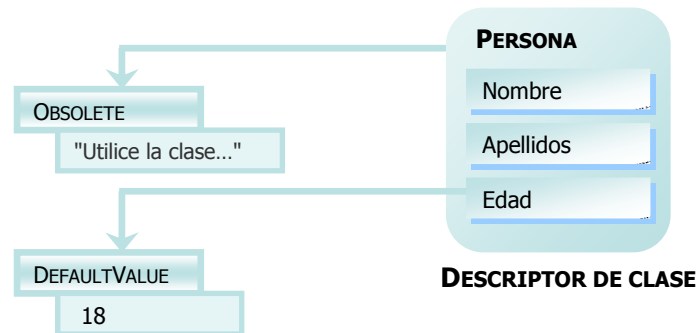 PERSONA
Nombre
OBSOLETE
"Utilice la clase..."
Apellidos
Edad
DEFAULTVALUE
18
DESCRIPTOR DE CLASE